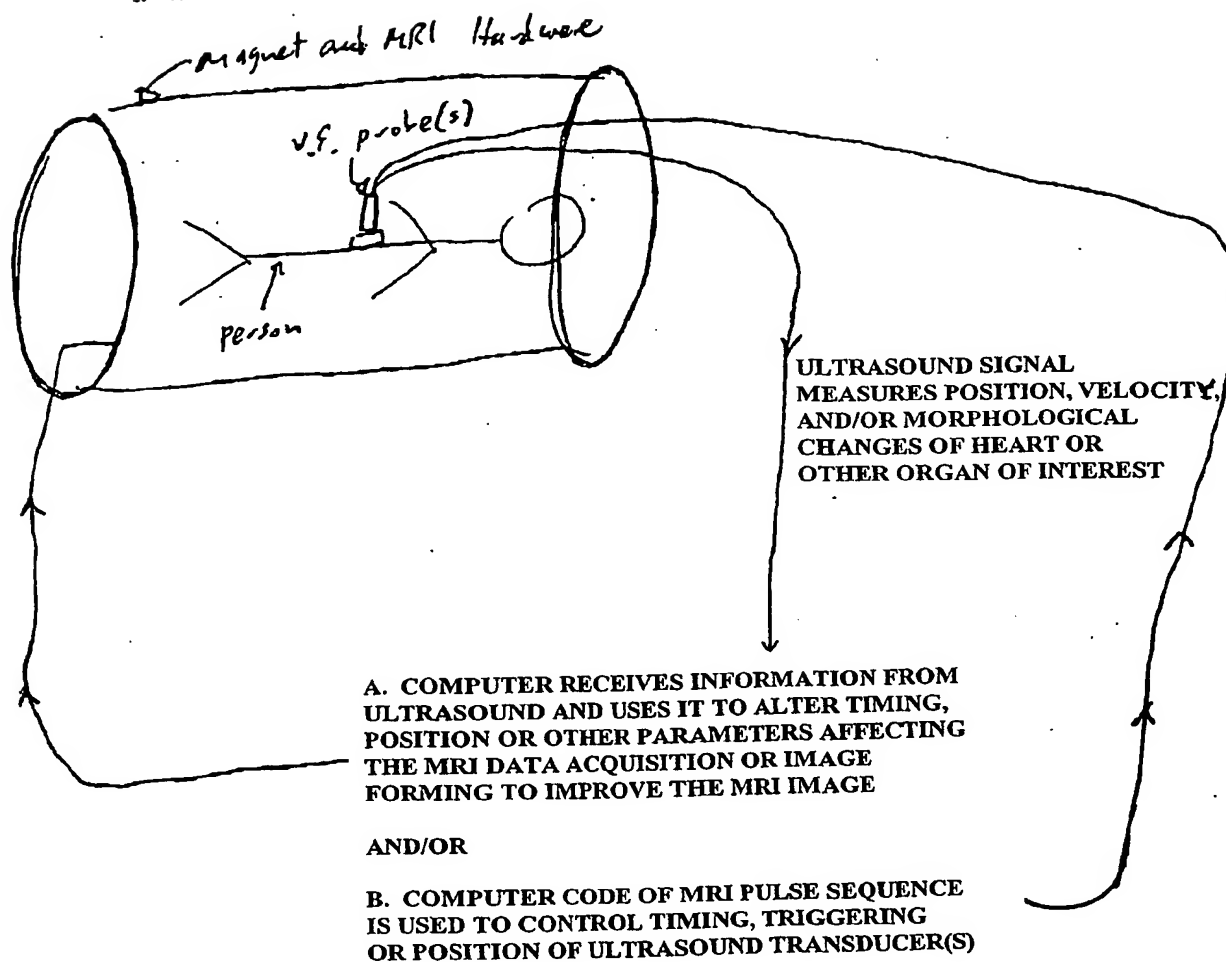 Magnet and MRI Hardware
v.s. probe(s)
person
ULTRASOUND SIGNAL
MEASURES POSITION, VELOCITY,
AND/OR MORPHOLOGICAL
CHANGES OF HEART OR
OTHER ORGAN OF INTEREST
A. COMPUTER RECEIVES INFORMATION FROM
ULTRASOUND AND USES IT TO ALTER TIMING,
POSITION OR OTHER PARAMETERS AFFECTING
THE MRI DATA ACQUISITION OR IMAGE
FORMING TO IMPROVE THE MRI IMAGE
AND/OR
B. COMPUTER CODE OF MRI PULSE SEQUENCE
IS USED TO CONTROL TIMING, TRIGGERING
OR POSITION OF ULTRASOUND TRANSDUCER(S)